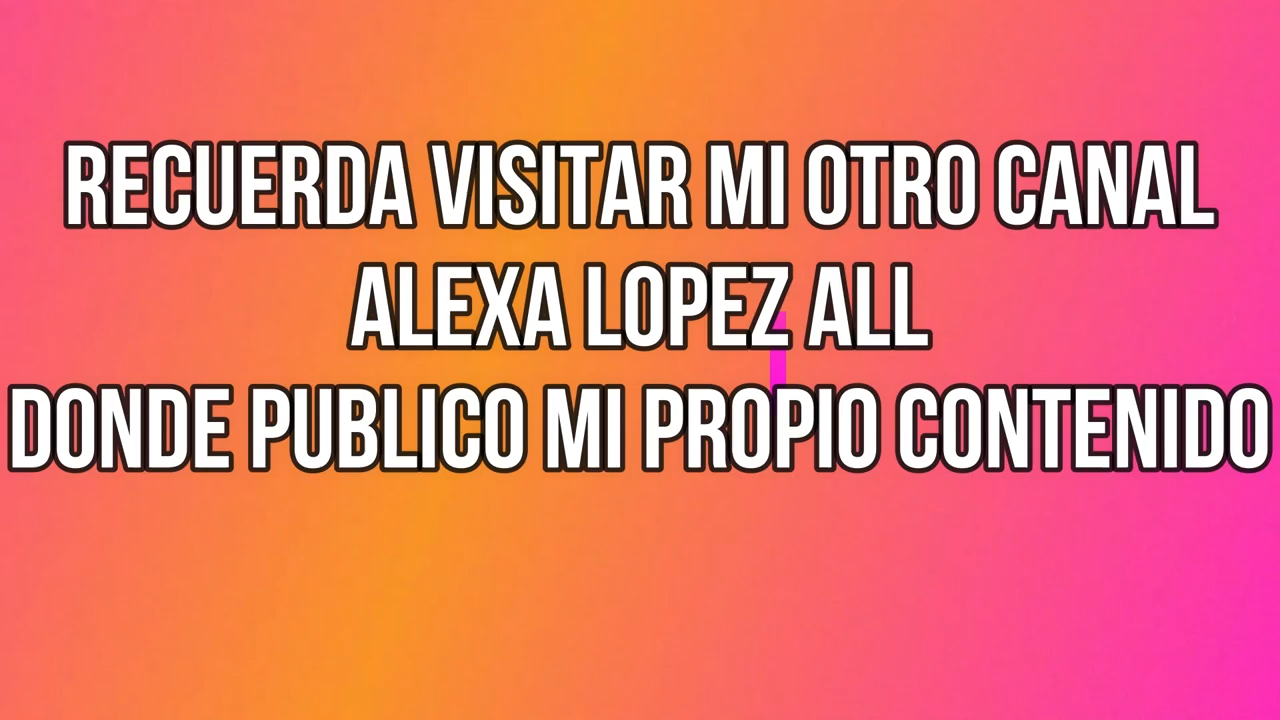 RECUERDA VISITAR MI OTRO CANAL
ALEXA LOPEZ ALL
DONDE PUBLICO MI PROPIO CONTENIDO